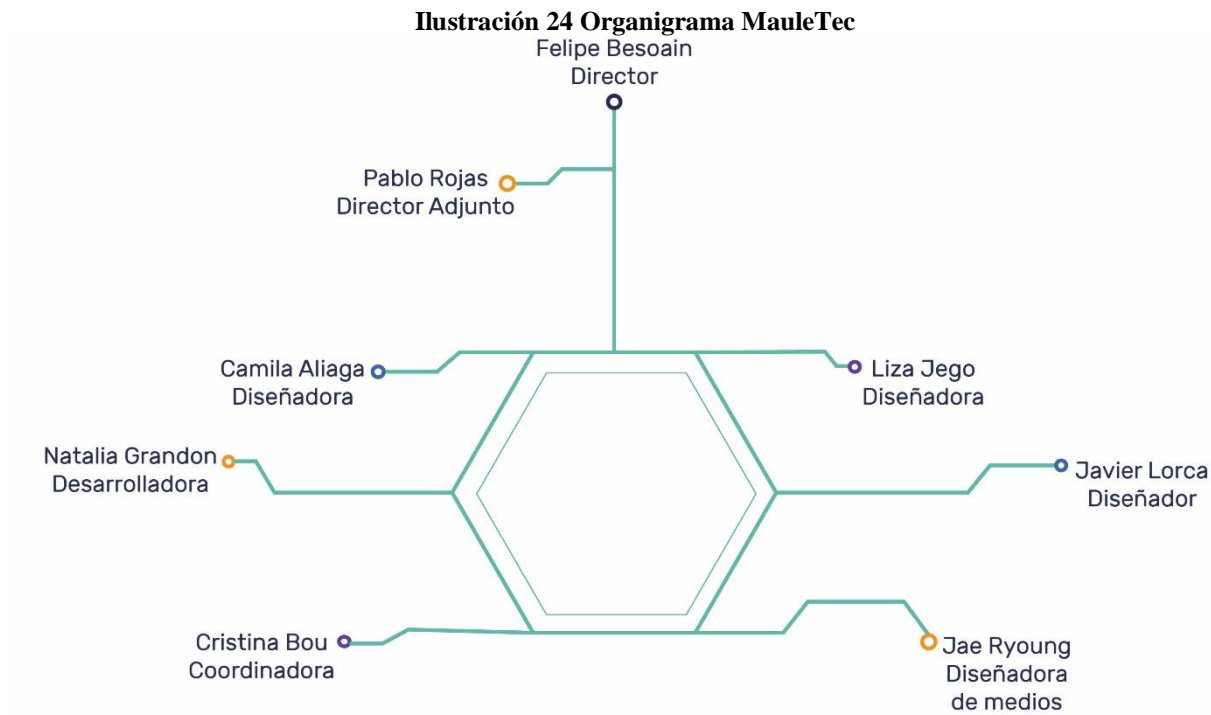 Ilustración 24 Organigrama MauleTec
Felipe Besoain
Director
Pablo Rojas
Director Adjunto
Camila Aliaga
Diseñadora
Liza Jego
Diseñadora
Natalia Grandon
Desarrolladora
Javier Lorca
Diseñador
Cristina Bou
Coordinadora
Jae Ryoung
Diseñadora
de medios